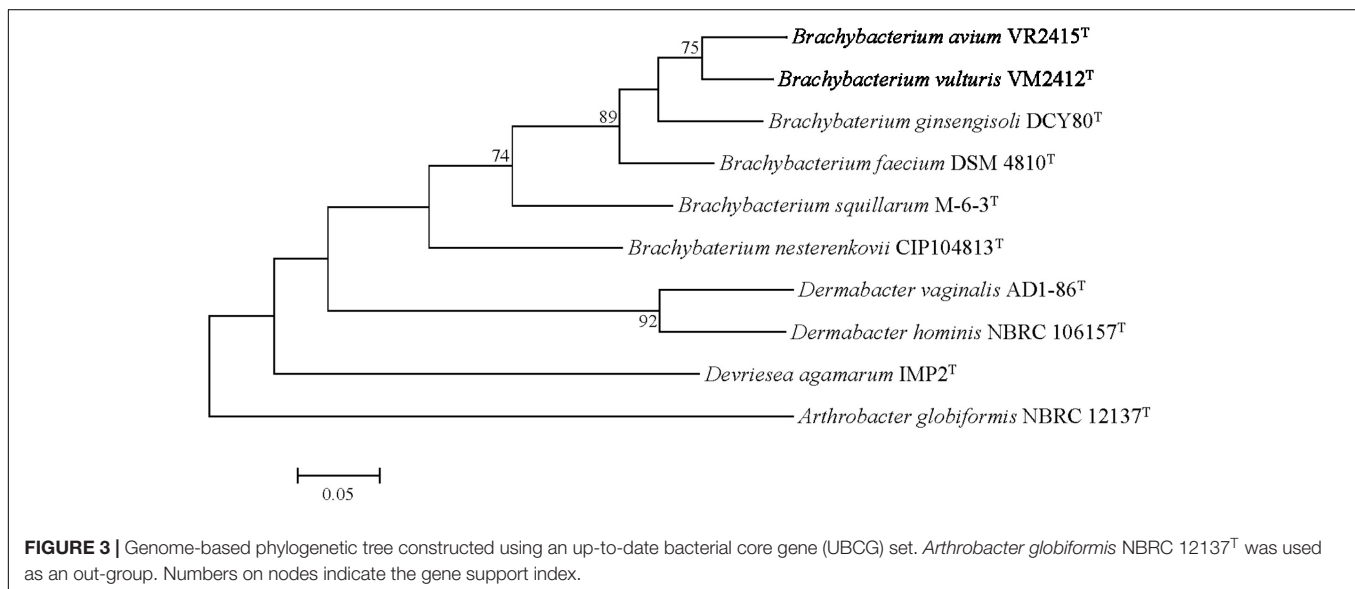 75
Brachybacterium avium VR2415ᵀ
Brachybacterium vulturis VM2412ᵀ
89
Brachybaterium ginsengisoli DCY80ᵀ
74
Brachybacterium faecium DSM 4810ᵀ
Brachybacterium squillarum M-6-3ᵀ
Brachybaterium nesterenkovii CIP104813ᵀ
Dermabacter vaginalis AD1-86ᵀ
92
Dermabacter hominis NBRC 106157ᵀ
Devriesea agamarum IMP2ᵀ
Arthrobacter globiformis NBRC 12137ᵀ
0.05
FIGURE 3 | Genome-based phylogenetic tree constructed using an up-to-date bacterial core gene (UBCG) set. Arthrobacter globiformis NBRC 12137ᵀ was used
as an out-group. Numbers on nodes indicate the gene support index.